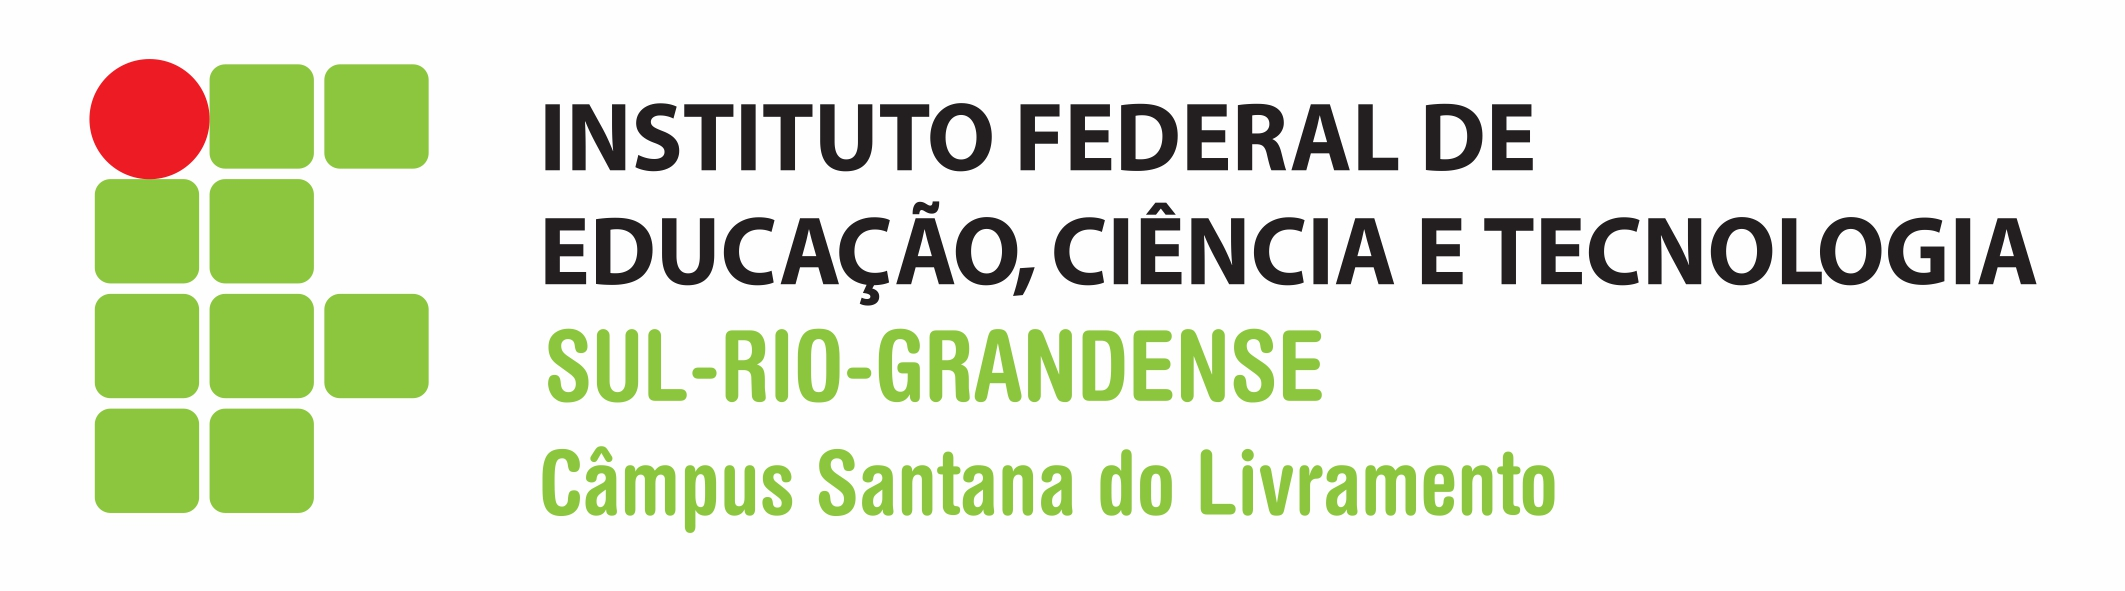 INSTITUTO FEDERAL DE
EDUCAÇÃO, CIÊNCIA E TECNOLOGIA
SUL-RIO-GRANDENSE
Câmpus Santana do Livramento